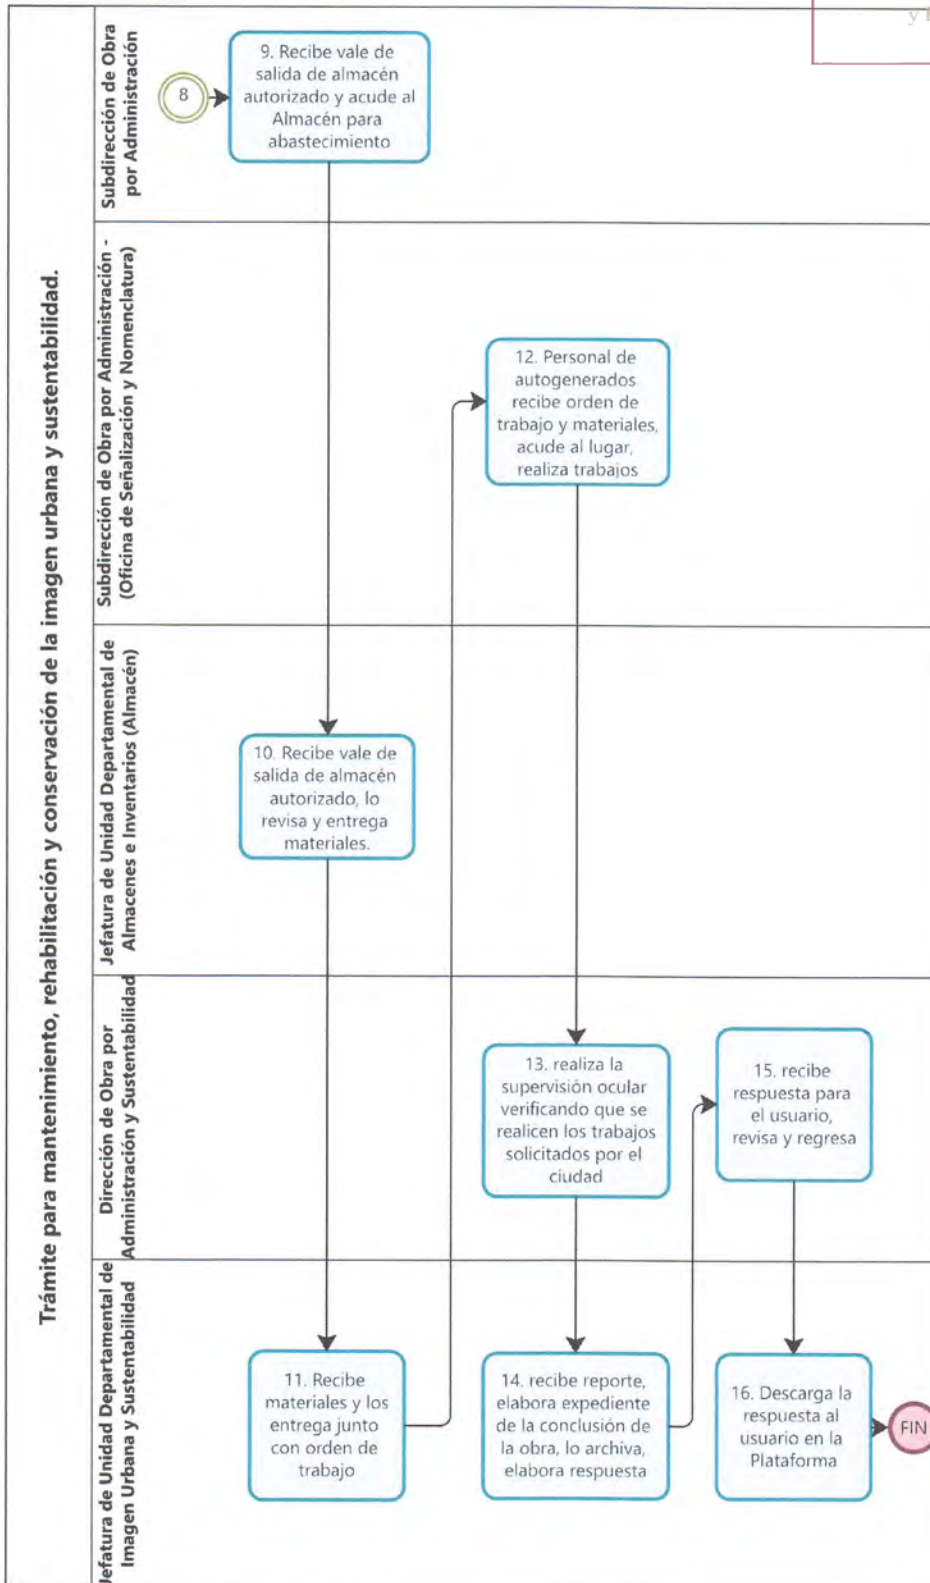 y
Trámite para mantenimiento, rehabilitación y conservación de la imagen urbana y sustentabilidad.
Subdirección de Obra
por Administración
8
9. Recibe vale de
salida de almacén
autorizado y acude al
Almacén para
abastecimiento
Subdirección de Obra por Administración -
(Oficina de Señalización y Nomenclatura)
12. Personal de
autogenerados
recibe orden de
trabajo y materiales,
acude al lugar,
realiza trabajos
Jefatura de Unidad Departamental de
Almacenes e Inventarios (Almacén)
10. Recibe vale de
salida de almacén
autorizado, lo
revisa y entrega
materiales.
Dirección de Obra por
Administración y Sustentabilidad
13. realiza la
supervisión ocular
verificando que se
realicen los trabajos
solicitados por el
ciudad
15. recibe
respuesta para
el usuario,
revisa y regresa
Jefatura de Unidad Departamental de
Imagen Urbana y Sustentabilidad
11. Recibe
materiales y los
entrega junto
con orden de
trabajo
14. recibe reporte,
elabora expediente
de la conclusión de
la obra, lo archiva,
elabora respuesta
16. Descarga la
respuesta al
usuario en la
Plataforma
FIN